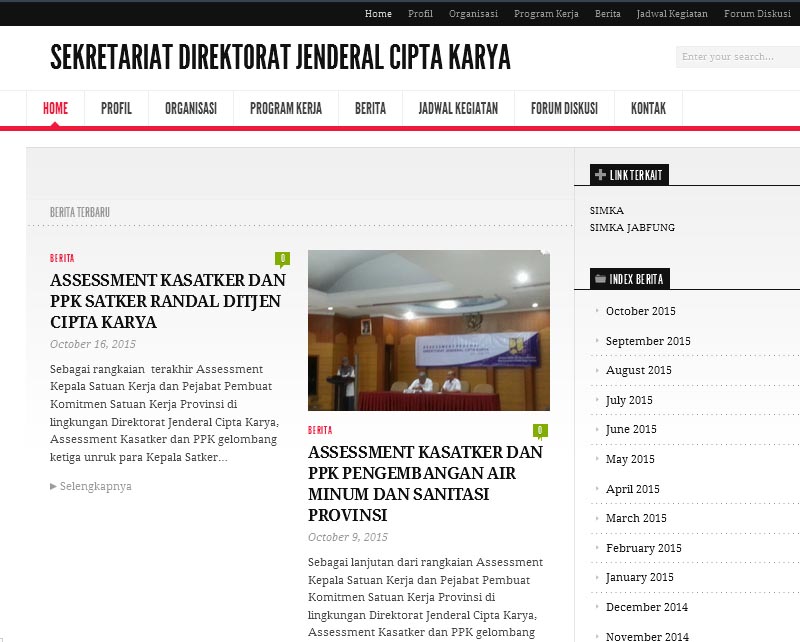 Home Profil Organisasi Program Kerja Berita Jadwal Kegiatan Forum Diskusi
SEKRETARIAT DIREKTORAT JENDERAL CIPTA KARYA
Enter your search...
HOME PROFIL ORGANISASI PROGRAM KERJA BERITA JADWAL KEGIATAN FORUM DISKUSI KONTAK
BERITA TERBARU
BERITA 0
ASSESSMENT KASATKER DAN
PPK SATKER RANDAL DITJEN
CIPTA KARYA
October 16, 2015
Sebagai rangkaian terakhir Assessment
Kepala Satuan Kerja dan Pejabat Pembuat
Komitmen Satuan Kerja Provinsi di
lingkungan Direktorat Jenderal Cipta Karya,
Assessment Kasatker dan PPK gelombang
ketiga unruk para Kepala Satker...
Selengkapnya
DIREKTORAT JENDERAL CIPTA KARYA
BERITA 0
ASSESSMENT KASATKER DAN
PPK PENGEMBANGAN AIR
MINUM DAN SANITASI
PROVINSI
October 9, 2015
Sebagai lanjutan dari rangkaian Assessment
Kepala Satuan Kerja dan Pejabat Pembuat
Komitmen Satuan Kerja Provinsi di
lingkungan Direktorat Jenderal Cipta Karya,
Assessment Kasatker dan PPK gelombang
LINK TERKAIT
SIMKA
SIMKA JABFUNG
INDEX BERITA
October 2015
September 2015
August 2015
July 2015
June 2015
May 2015
April 2015
March 2015
February 2015
January 2015
December 2014
November 2014